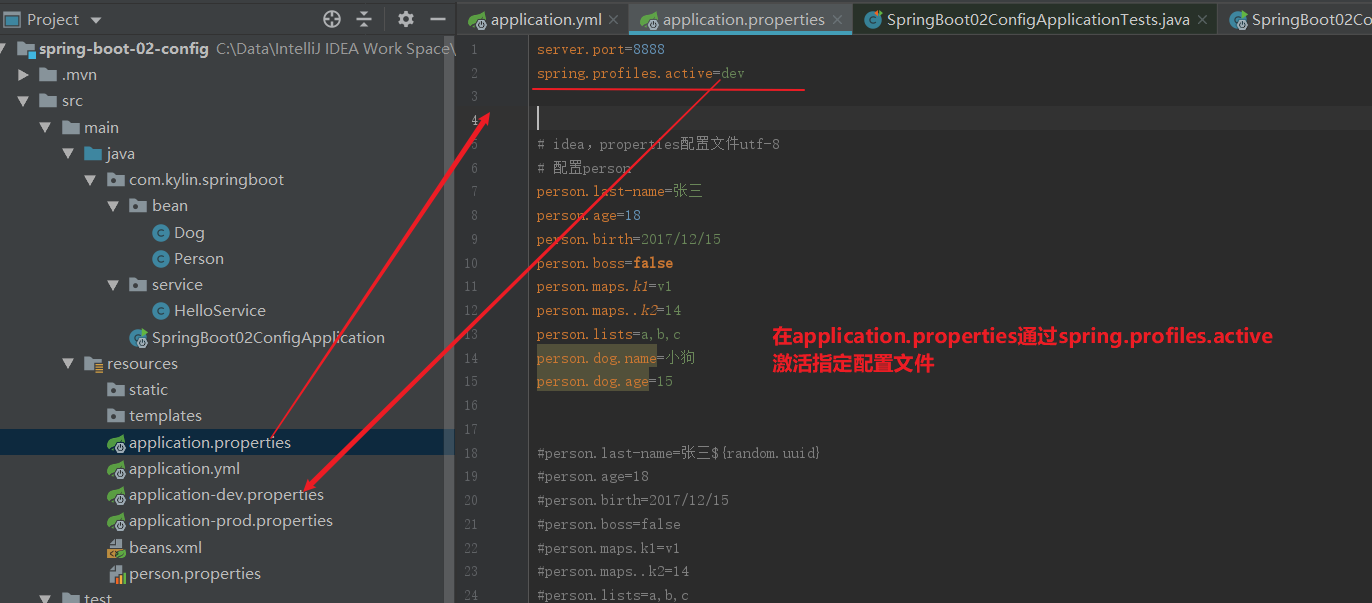 Project
spring-boot-02-config C:\Data\IntelliJ IDEA Work Space\
.mvn
src
main
java
com.kylin.springboot
bean
Dog
Person
service
HelloService
SpringBoot02ConfigApplication
resources
static
templates
application.properties
application.yml
application-dev.properties
application-prod.properties
beans.xml
person.properties
test
application.yml
application.properties
SpringBoot02ConfigApplicationTests.java
SpringBoot02Co
1 server.port=8888
2 spring.profiles.active=dev
3
4
5 # idea，properties配置文件utf-8
6 # 配置person
7 person.last-name=张三
8 person.age=18
9 person.birth=2017/12/15
10 person.boss=false
11 person.maps.k1=v1
12 person.maps..k2=14
13 person.lists=a,b,c
14 person.dog.name=小狗
15 person.dog.age=15
16
17
18 #person.last-name=张三${random.uuid}
19 #person.age=18
20 #person.birth=2017/12/15
21 #person.boss=false
22 #person.maps.k1=v1
23 #person.maps..k2=14
24 #person.lists=a,b,c
在application.properties通过spring.profiles.active
激活指定配置文件